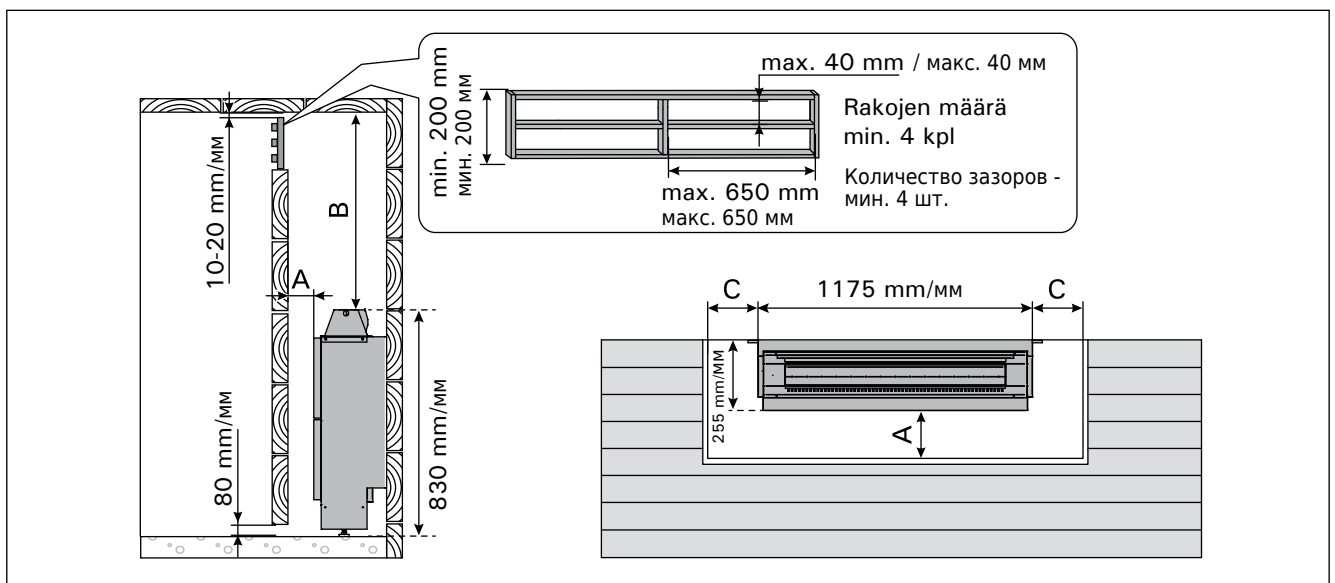 min. 200 mm
мин. 200 мм
max. 40 mm / макс. 40 мм
Rakojen määrä
min. 4 kpl
Количество зазоров -
мин. 4 шт.
max. 650 mm
макс. 650 мм
10-20 mm/мм
B
A
80 mm/мм
830 mm/мм
C
1175 mm/мм
C
255 mm/мм
A